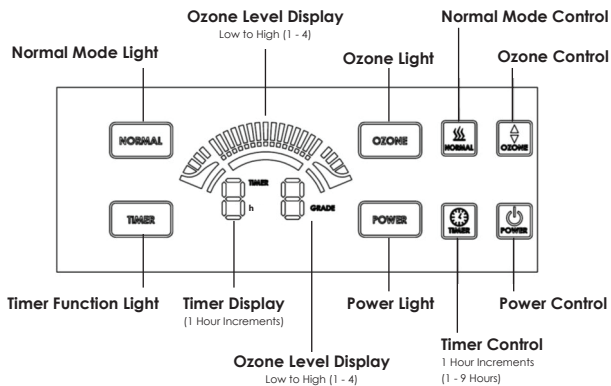 Ozone Level Display
Low to High (1 - 4)
Normal Mode Control
Normal Mode Light
Ozone Light
Ozone Control
NORMAL
OZONE
NORMAL
OZONE
TIMER
h
GRADE
TIMER
POWER
TIMER
POWER
Timer Function Light
Timer Display
(1 Hour Increments)
Power Light
Power Control
Ozone Level Display
Low to High (1 - 4)
Timer Control
1 Hour Increments
(1 - 9 Hours)